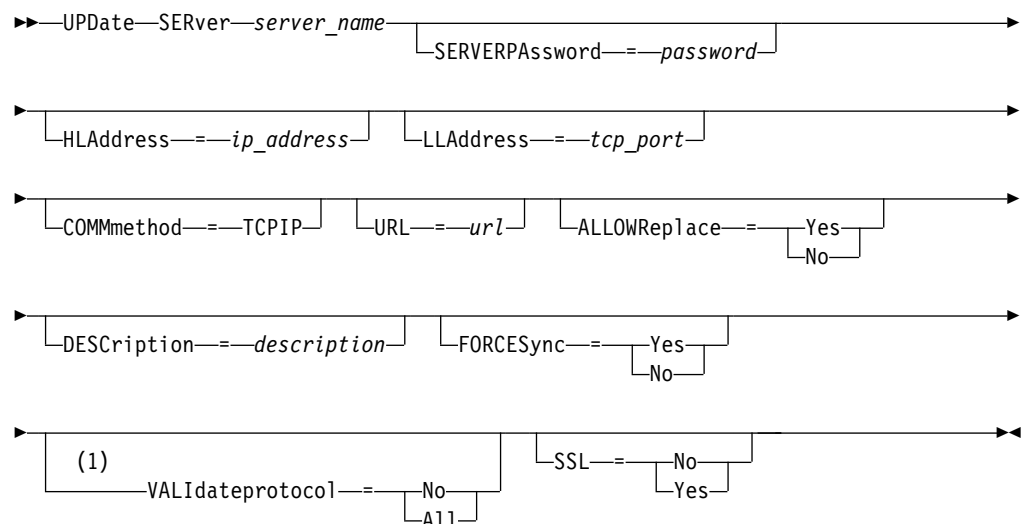 UPDate SERver server_name
SERVERPAssword = password
HLAddress = ip_address LLAddress = tcp_port
COMMmethod = TCPIP URL = url ALLOWReplace = Yes
No
DESCription = description FORCESync = Yes
No
(1)
VALIdateprotocol = No
All
SSL = No
Yes